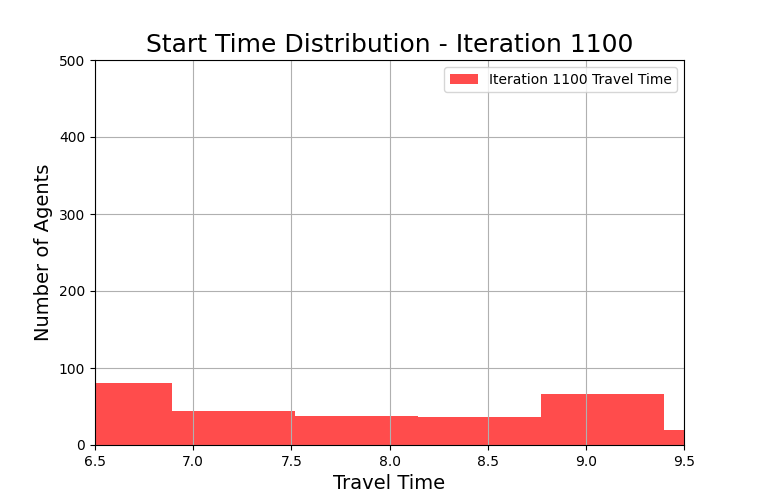 Start Time Distribution - Iteration 1100
Iteration 1100 Travel Time
Number of Agents
500
400
300
200
100
0
6.5 7.0 7.5 8.0 8.5 9.0 9.5
Travel Time